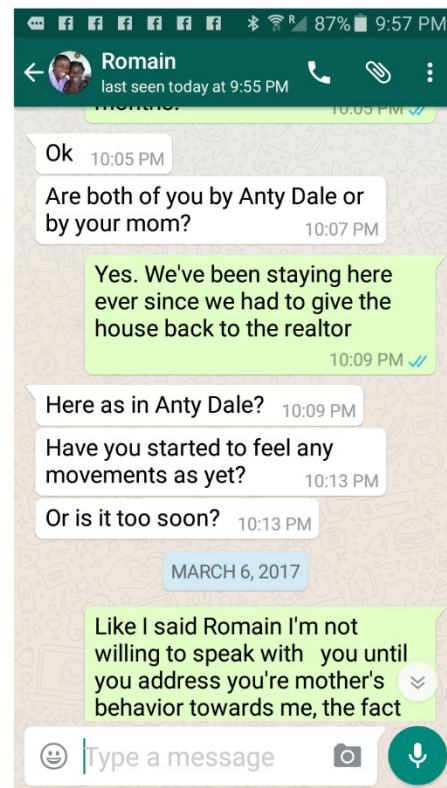 87% 9:57 PM
Romain
last seen today at 9:55 PM
months. 10:05 PM
Ok 10:05 PM
Are both of you by Anty Dale or
by your mom? 10:07 PM
Yes. We've been staying here
ever since we had to give the
house back to the realtor
10:09 PM
Here as in Anty Dale? 10:09 PM
Have you started to feel any
movements as yet? 10:13 PM
Or is it too soon? 10:13 PM
MARCH 6, 2017
Like I said Romain I'm not
willing to speak with you until
you address you're mother's
behavior towards me, the fact
Type a message